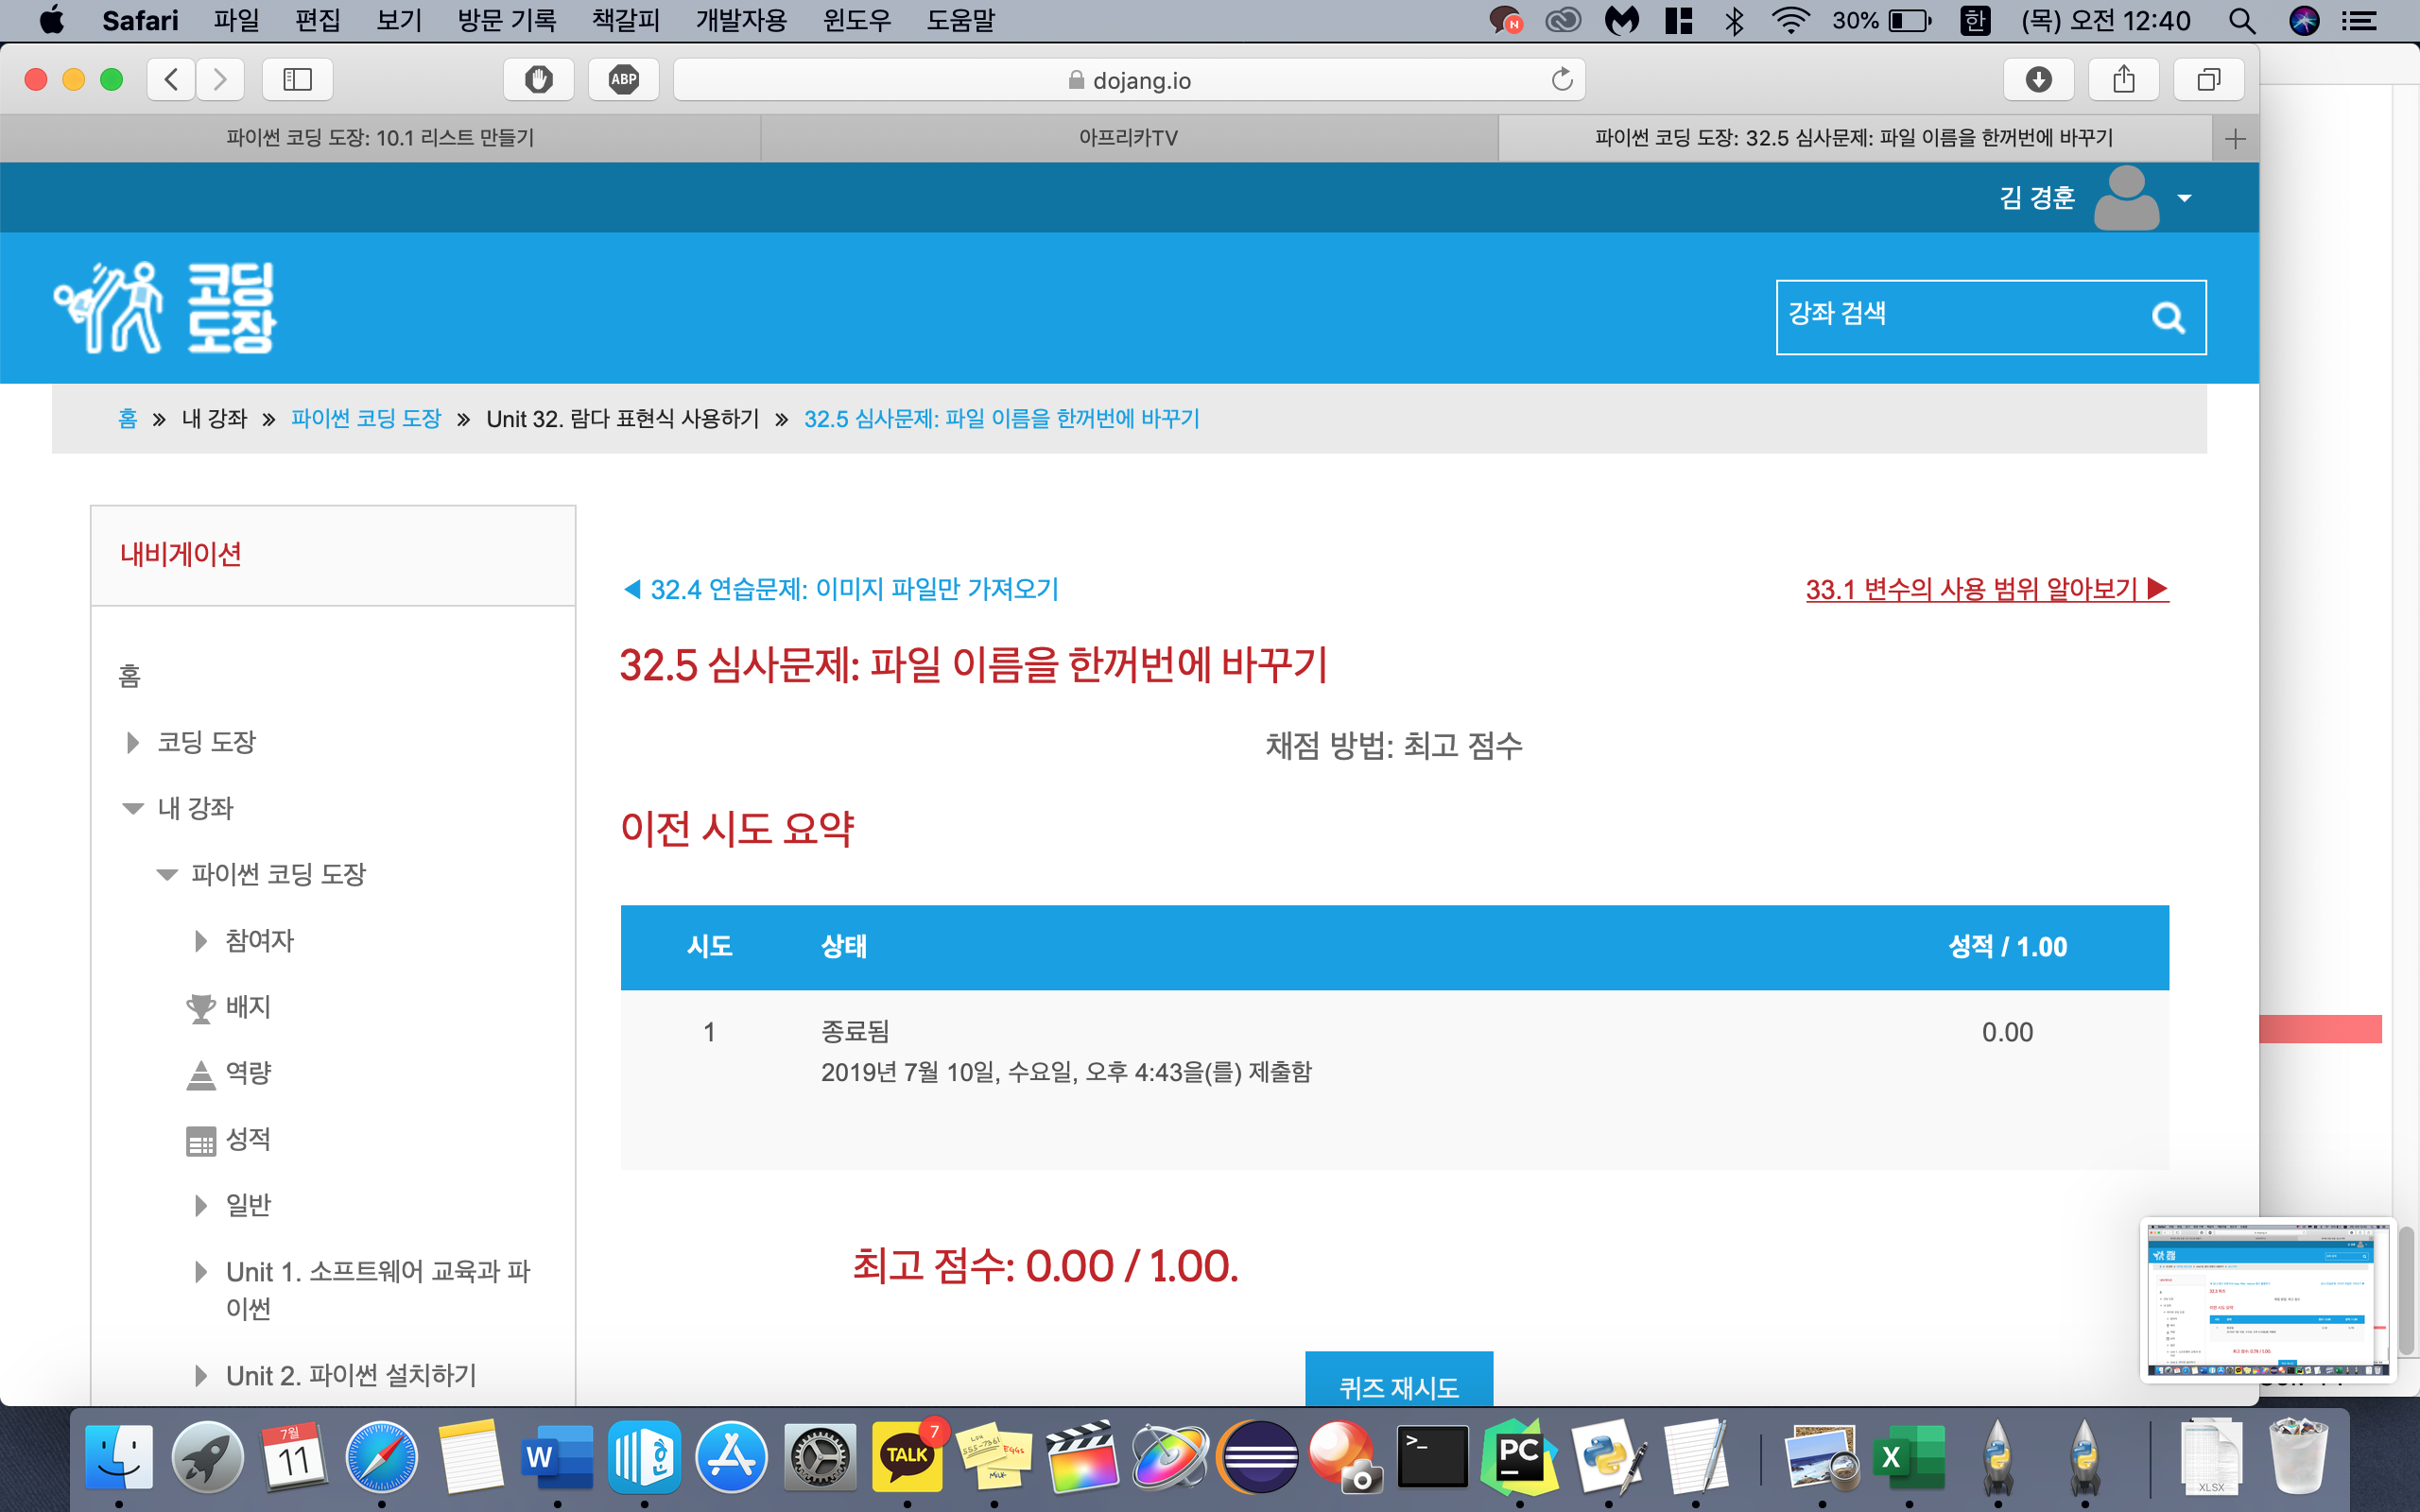 Safari 파일 편집 보기 방문 기록 책갈피 개발자용 윈도우 도움말 N 30% 한 (목) 오전 12:40
ABP dojang.io
파이썬 코딩 도장: 10.1 리스트 만들기 아프리카TV 파이썬 코딩 도장: 32.5 심사문제: 파일 이름을 한꺼번에 바꾸기
김 경훈
코딩
도장
강좌 검색
홈 » 내 강좌 » 파이썬 코딩 도장 » Unit 32. 람다 표현식 사용하기 » 32.5 심사문제: 파일 이름을 한꺼번에 바꾸기
내비게이션
홈
코딩 도장
내 강좌
파이썬 코딩 도장
참여자
배지
역량
성적
일반
Unit 1. 소프트웨어 교육과 파
이썬
Unit 2. 파이썬 설치하기
◀ 32.4 연습문제: 이미지 파일만 가져오기
33.1 변수의 사용 범위 알아보기 ▶
32.5 심사문제: 파일 이름을 한꺼번에 바꾸기
채점 방법: 최고 점수
이전 시도 요약
시도 상태 성적 / 1.00
1 종료됨 0.00
2019년 7월 10일, 수요일, 오후 4:43을(를) 제출함
최고 점수: 0.00 / 1.00.
퀴즈 재시도
7월
11
W
TALK
7
EGGS
MILK
>_
PC
X
XLSX